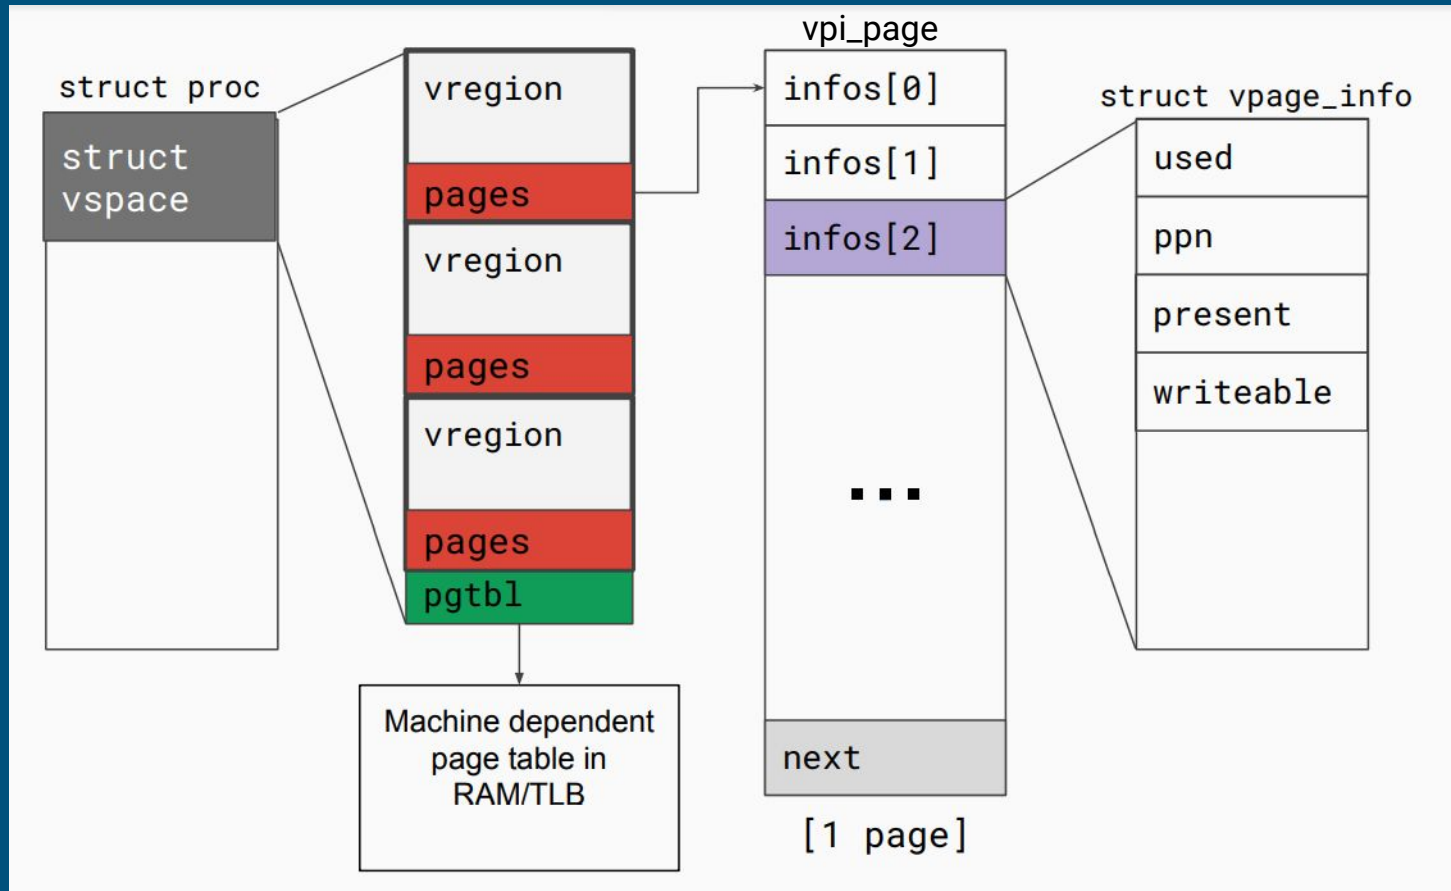 struct proc
struct
vspace
vregion
pages
vregion
pages
vregion
pages
pgtbl
Machine dependent
page table in
RAM/TLB
vpi_page
infos[0]
infos[1]
infos[2]
...
next
[1 page]
struct vpage_info
used
ppn
present
writeable